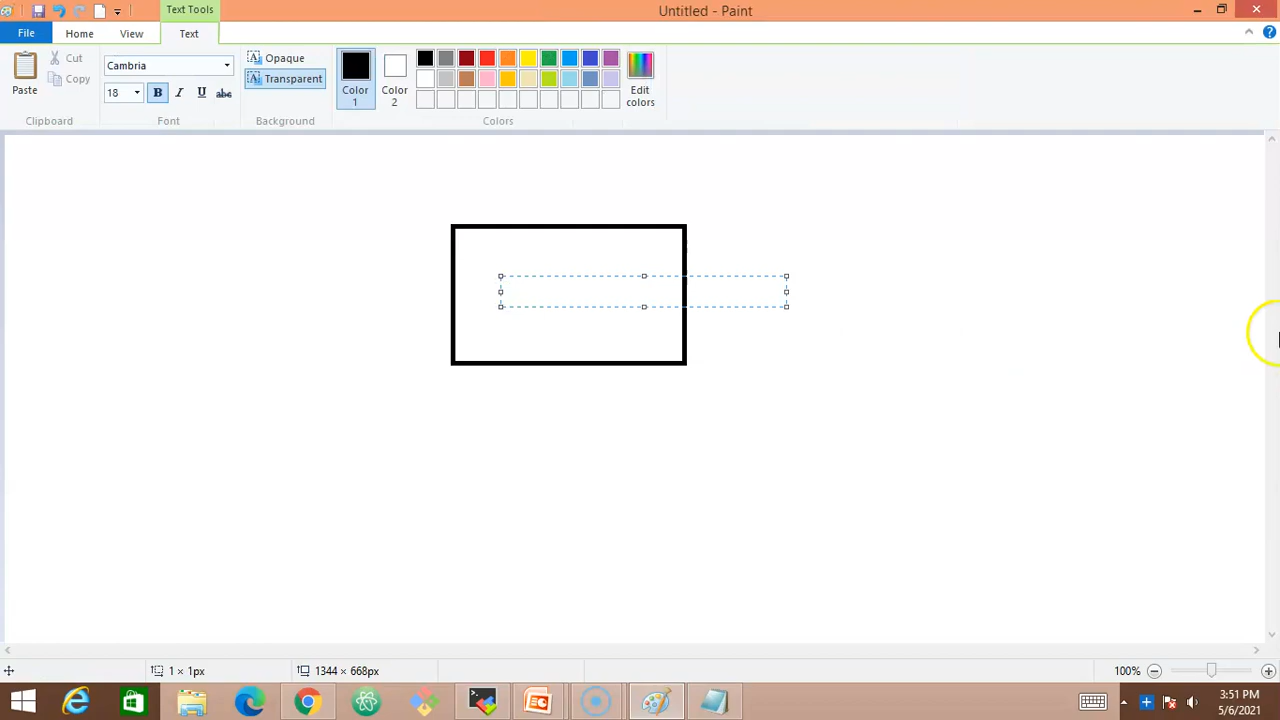 Text Tools
Untitled - Paint
File
Home
View
Text
Paste
Cut
Copy
Clipboard
Cambria
18
B
I
U
abc
Font
A Opaque
A Transparent
Background
Color 1
Color 2
Edit colors
Colors
1 × 1px
1344 × 668px
100%
3:51 PM
5/6/2021